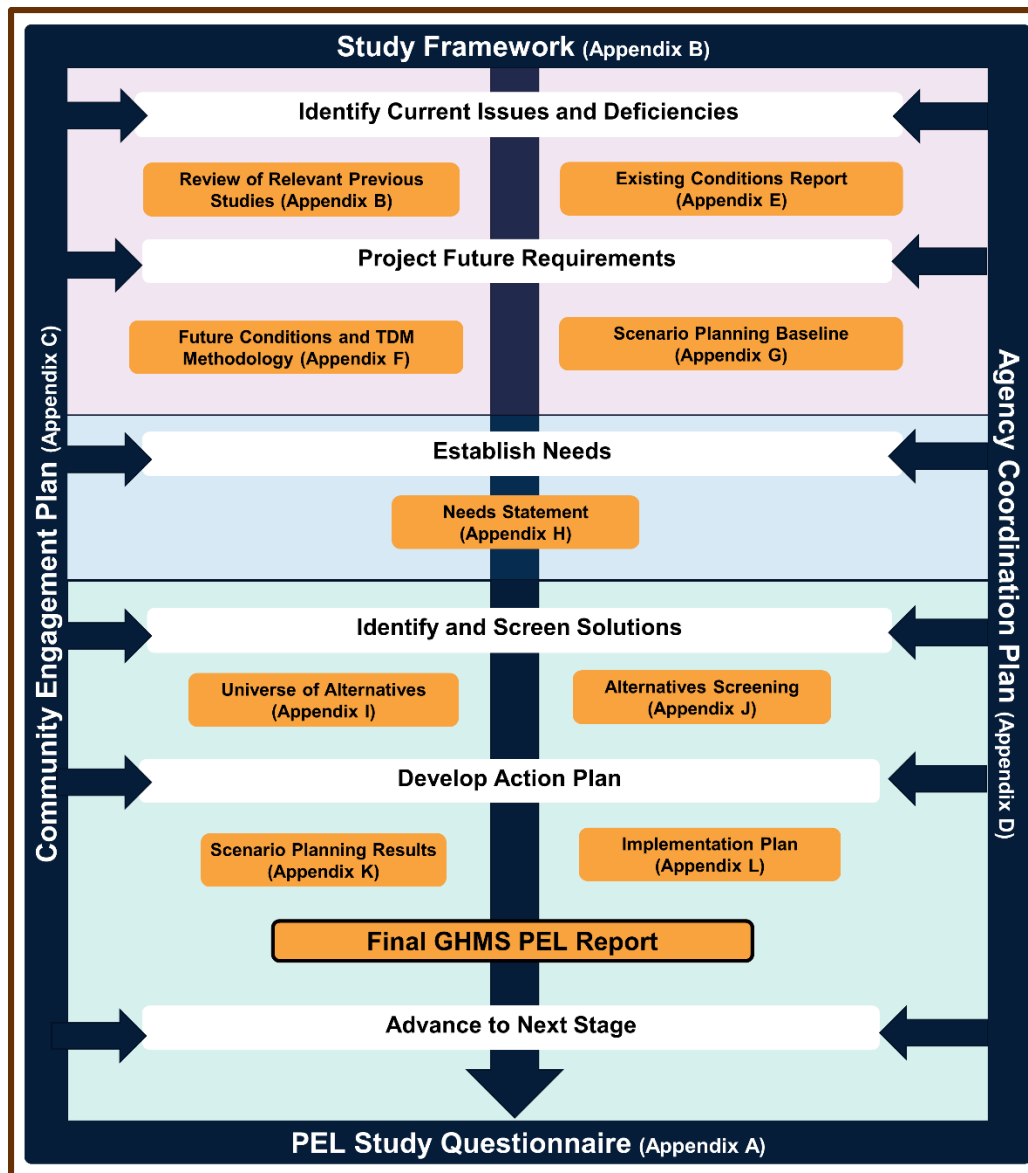 Study Framework (Appendix B)
Identify Current Issues and Deficiencies
Review of Relevant Previous
Studies (Appendix B)
Existing Conditions Report
(Appendix E)
Project Future Requirements
Future Conditions and TDM
Methodology (Appendix F)
Scenario Planning Baseline
(Appendix G)
Community Engagement Plan (Appendix C)
Agency Coordination Plan (Appendix D)
Establish Needs
Needs Statement
(Appendix H)
Identify and Screen Solutions
Universe of Alternatives
(Appendix I)
Alternatives Screening
(Appendix J)
Develop Action Plan
Scenario Planning Results
(Appendix K)
Implementation Plan
(Appendix L)
Final GHMS PEL Report
Advance to Next Stage
PEL Study Questionnaire (Appendix A)